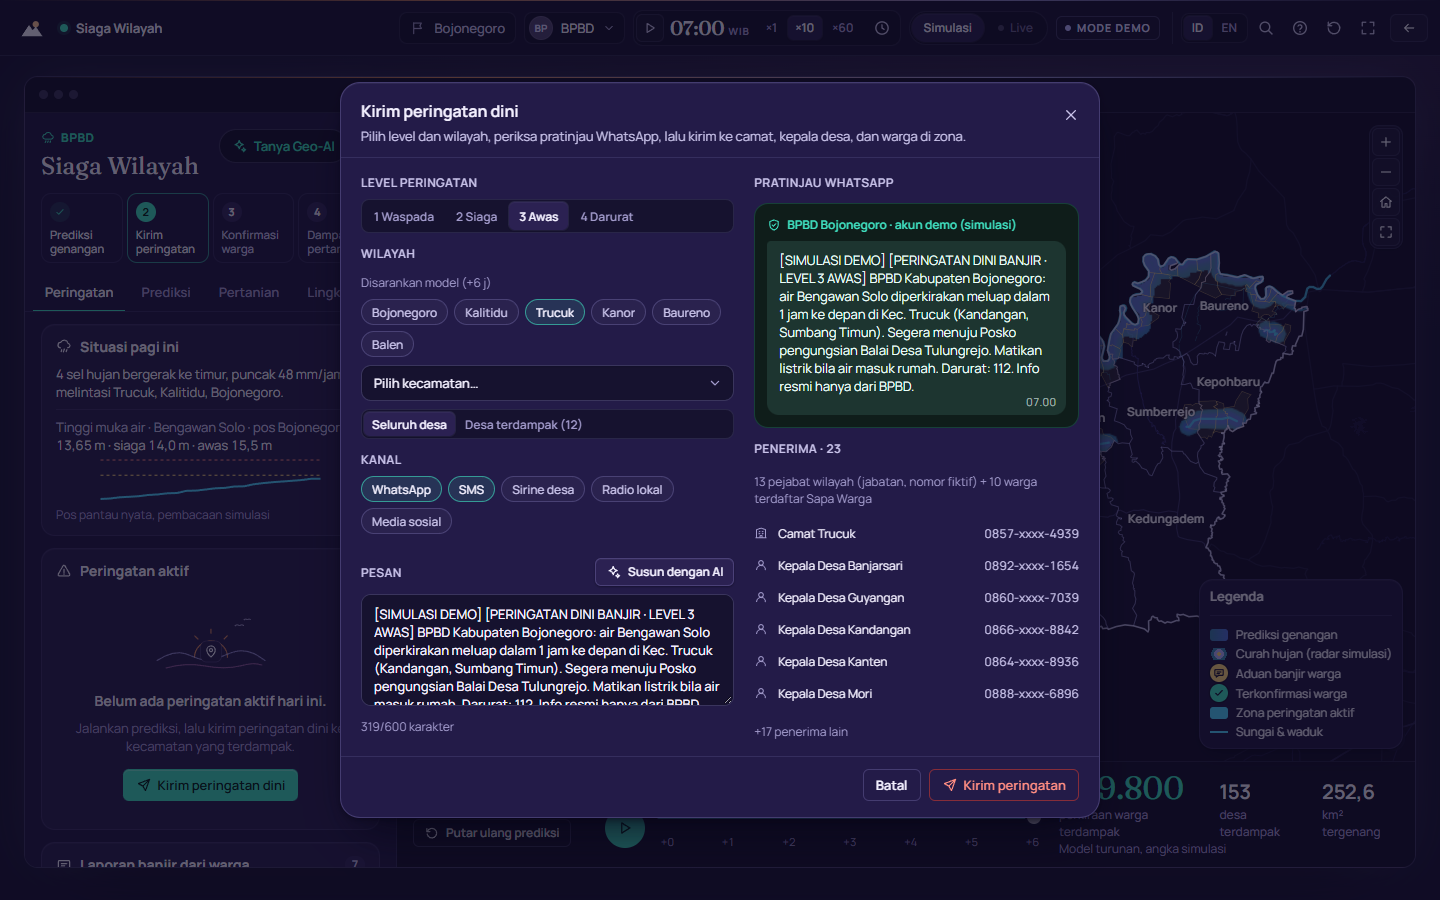 Siaga Wilayah
Bojonegoro
BP BPBD
07:00 WIB
×1 ×10 ×60
Simulasi
Live
MODE DEMO
ID EN
BPBD
Siaga Wilayah
Tanya Geo-AI
Prediksi genangan
2 Kirim peringatan
3 Konfirmasi warga
4
Peringatan Prediksi Pertanian
Situasi pagi ini
4 sel hujan bergerak ke timur, puncak 48 mm/jam
melintasi Trucuk, Kalitidu, Bojonegoro.
Tinggi muka air · Bengawan Solo · pos Bojonegor
13,65 m · siaga 14,0 m · awas 15,5 m
Pos pantau nyata, pembacaan simulasi
Peringatan aktif
Belum ada peringatan aktif hari ini.
Jalankan prediksi, lalu kirim peringatan dini
kecamatan yang terdampak.
Kirim peringatan dini
Laporan banjir dari warga
7
Kirim peringatan dini
Pilih level dan wilayah, periksa pratinjau WhatsApp, lalu kirim ke camat, kepala desa, dan warga di zona.
LEVEL PERINGATAN
1 Waspada 2 Siaga 3 Awas 4 Darurat
WILAYAH
Disarankan model (+6 j)
Bojonegoro Kalitidu Trucuk Kanor Baureno
Balen
Pilih kecamatan...
Seluruh desa Desa terdampak (12)
KANAL
WhatsApp SMS Sirine desa Radio lokal
Media sosial
PESAN
Susun dengan AI
[SIMULASI DEMO] [PERINGATAN DINI BANJIR · LEVEL 3
AWAS] BPBD Kabupaten Bojonegoro: air Bengawan Solo
diperkirakan meluap dalam 1 jam ke depan di Kec. Trucuk
(Kandangan, Sumbang Timun). Segera menuju Posko
pengungsian Balai Desa Tulungrejo. Matikan listrik bila air
masuk rumah. Darurat: 112. Info resmi hanya dari BPBD.
319/600 karakter
PRATINJAU WHATSAPP
BPBD Bojonegoro · akun demo (simulasi)
[SIMULASI DEMO] [PERINGATAN DINI BANJIR ·
LEVEL 3 AWAS] BPBD Kabupaten Bojonegoro:
air Bengawan Solo diperkirakan meluap dalam
1 jam ke depan di Kec. Trucuk (Kandangan,
Sumbang Timun). Segera menuju Posko
pengungsian Balai Desa Tulungrejo. Matikan
listrik bila air masuk rumah. Darurat: 112. Info
resmi hanya dari BPBD.
07.00
PENERIMA · 23
13 pejabat wilayah (jabatan, nomor fiktif) + 10 warga
terdaftar Sapa Warga
Camat Trucuk 0857-xxxx-4939
Kepala Desa Banjarsari 0892-xxxx-1654
Kepala Desa Guyangan 0860-xxxx-7039
Kepala Desa Kandangan 0866-xxxx-8842
Kepala Desa Kanten 0864-xxxx-8936
Kepala Desa Mori 0888-xxxx-6896
+17 penerima lain
Batal
Kirim peringatan
Kanor
Baureno
Kepohbaru
Sumberrejo
Kedungadem
Legenda
Prediksi genangan
Curah hujan (radar simulasi)
Aduan banjir warga
Terkonfirmasi warga
Zona peringatan aktif
Sungai & waduk
Putar ulang prediksi
+0 +1 +2 +3 +4 +5 +6
9.800
warga
terdampak
153
desa
terdampak
252,6
km²
tergenang
Model turunan, angka simulasi